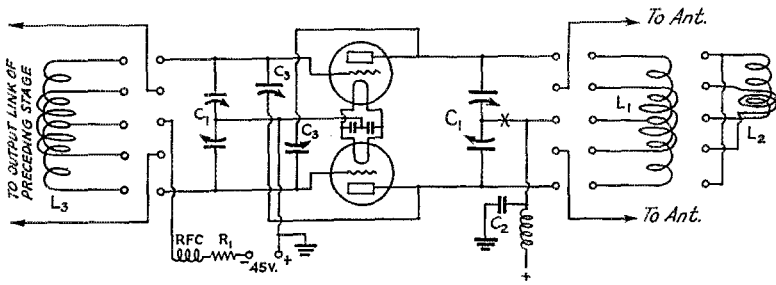 TO OUTPUT LINK OF
PRECEDING STAGE
L3
C1
C3
C3
RFC
R1
- 45V. +
C1
C2
+
To Ant.
To Ant.
L1
L2